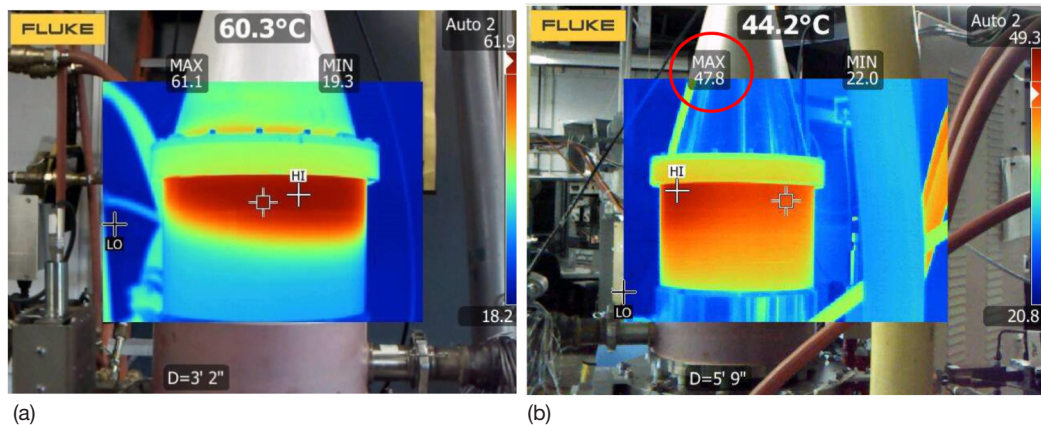 FLUKE
60.3°C
Auto 2
61.9
MAX
61.1
MIN
19.3
HI
LO
18.2
D=3' 2"
(a)
FLUKE
44.2°C
Auto 2
49.3
MAX
47.8
MIN
22.0
HI
LO
20.8
D=5' 9"
(b)